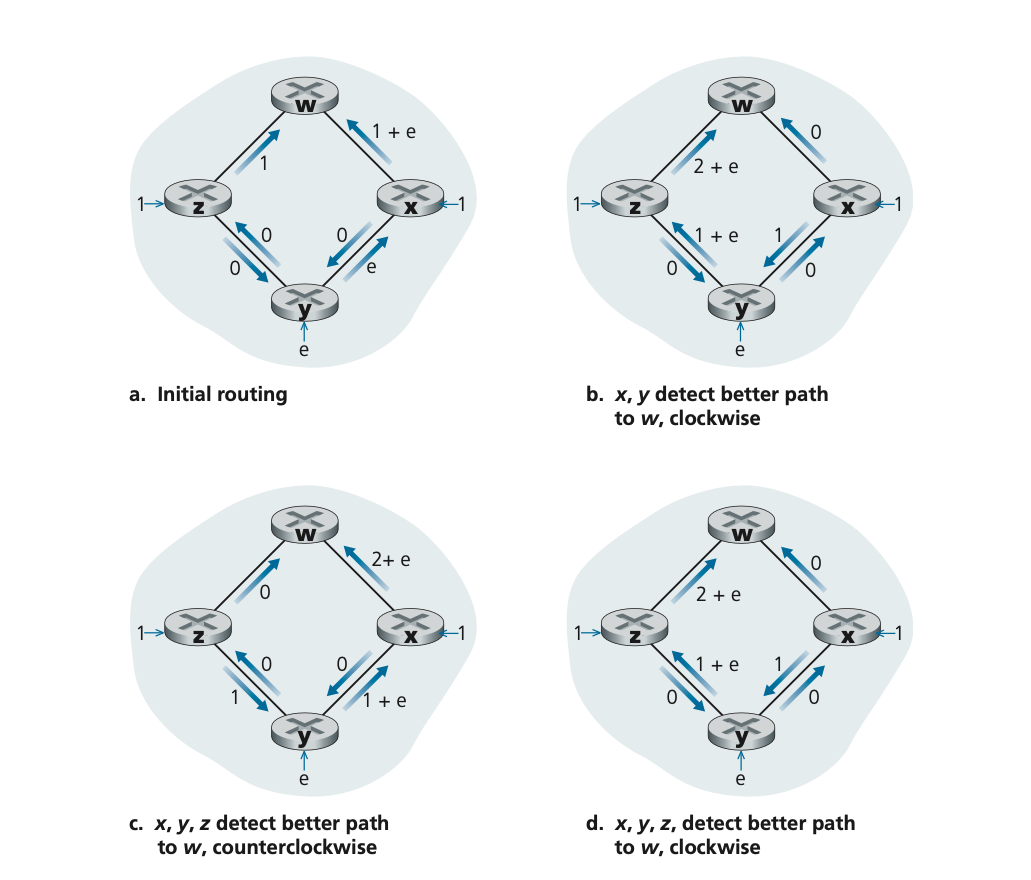 w
1 + e
1
1
z
x
1
0
0
0
e
y
e
a. Initial routing
w
0
2 + e
1
z
x
1
1 + e
1
0
0
y
e
b. x, y detect better path
to w, clockwise
w
2+ e
0
1
z
x
1
0
0
1
1 + e
y
e
c. x, y, z detect better path
to w, counterclockwise
w
0
2 + e
1
z
x
1
1 + e
1
0
0
y
e
d. x, y, z, detect better path
to w, clockwise